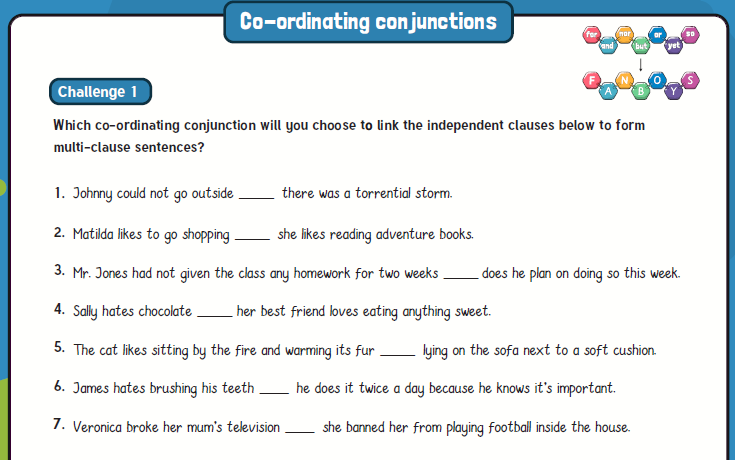 Co-ordinating conjunctions
for and nor but or yet so
F A N B O Y S
Challenge 1
Which co-ordinating conjunction will you choose to link the independent clauses below to form
multi-clause sentences?
1. Johnny could not go outside _____ there was a torrential storm.
2. Matilda likes to go shopping _____ she likes reading adventure books.
3. Mr. Jones had not given the class any homework for two weeks _____ does he plan on doing so this week.
4. Sally hates chocolate _____ her best friend loves eating anything sweet.
5. The cat likes sitting by the fire and warming its fur _____ lying on the sofa next to a soft cushion.
6. James hates brushing his teeth ____ he does it twice a day because he knows it's important.
7. Veronica broke her mum's television ____ she banned her from playing football inside the house.